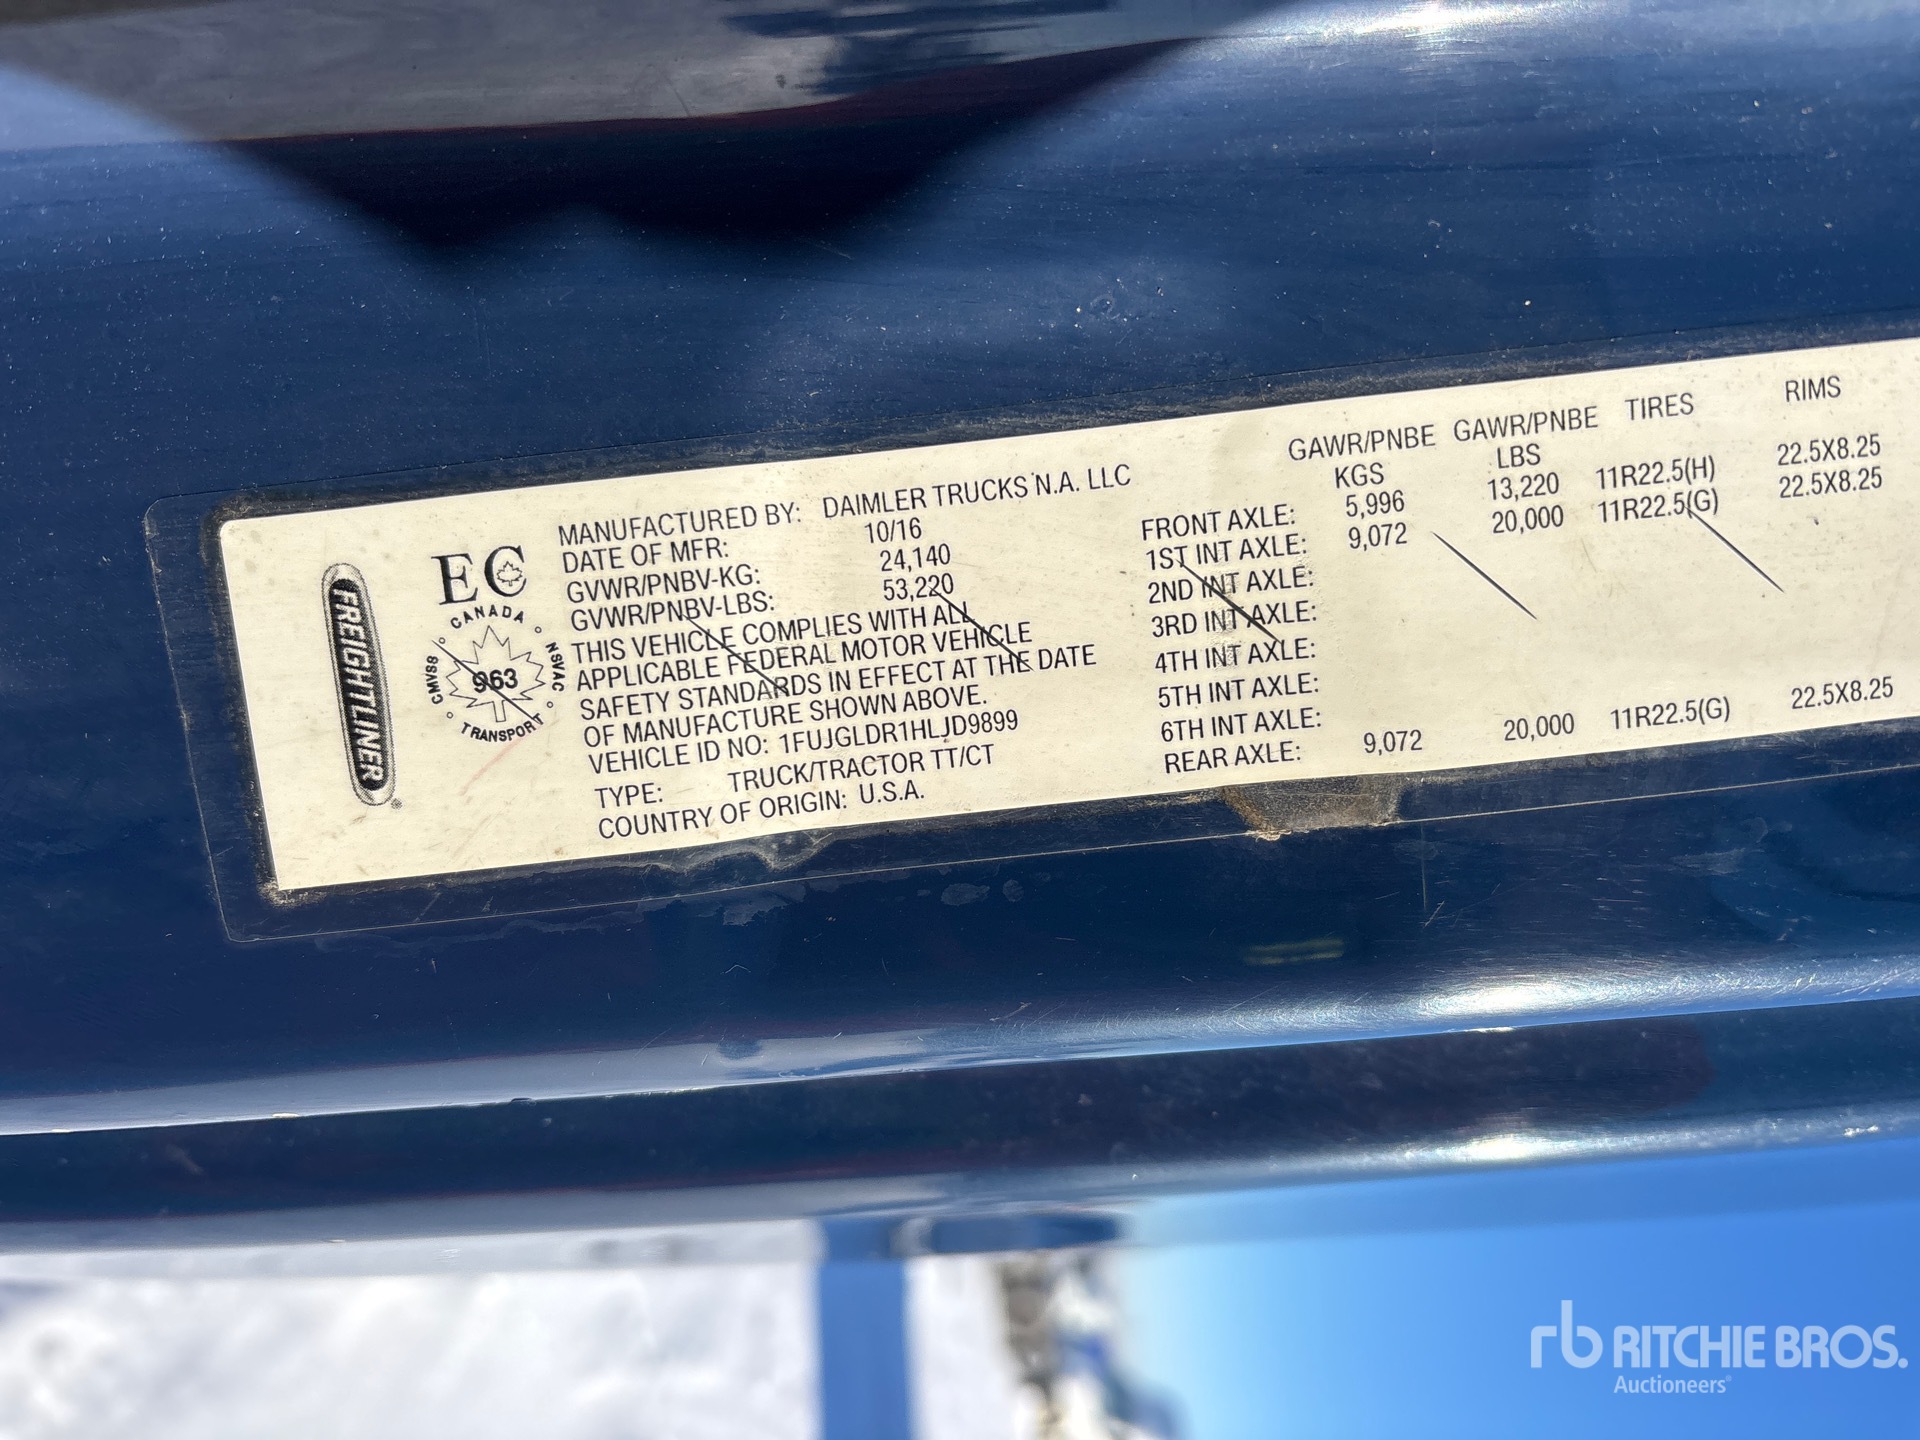 FREIGHTLINER®
EC
CANADA
CMVSS 963 NSVAC
TRANSPORT
MANUFACTURED BY: DAIMLER TRUCKS N.A. LLC
DATE OF MFR: 10/16
GVWR/PNBV-KG: 24,140
GVWR/PNBV-LBS: 53,220
THIS VEHICLE COMPLIES WITH ALL
APPLICABLE FEDERAL MOTOR VEHICLE
SAFETY STANDARDS IN EFFECT AT THE DATE
OF MANUFACTURE SHOWN ABOVE.
VEHICLE ID NO: 1FUJGLDR1HLJD9899
TYPE: TRUCK/TRACTOR TT/CT
COUNTRY OF ORIGIN: U.S.A.
GAWR/PNBE GAWR/PNBE TIRES RIMS
KGS LBS
FRONT AXLE: 5,996 13,220 11R22.5(H) 22.5X8.25
1ST INT AXLE: 9,072 20,000 11R22.5(G) 22.5X8.25
2ND INT AXLE:
3RD INT AXLE:
4TH INT AXLE:
5TH INT AXLE:
6TH INT AXLE:
REAR AXLE: 9,072 20,000 11R22.5(G) 22.5X8.25
rb RITCHIE BROS.
Auctioneers